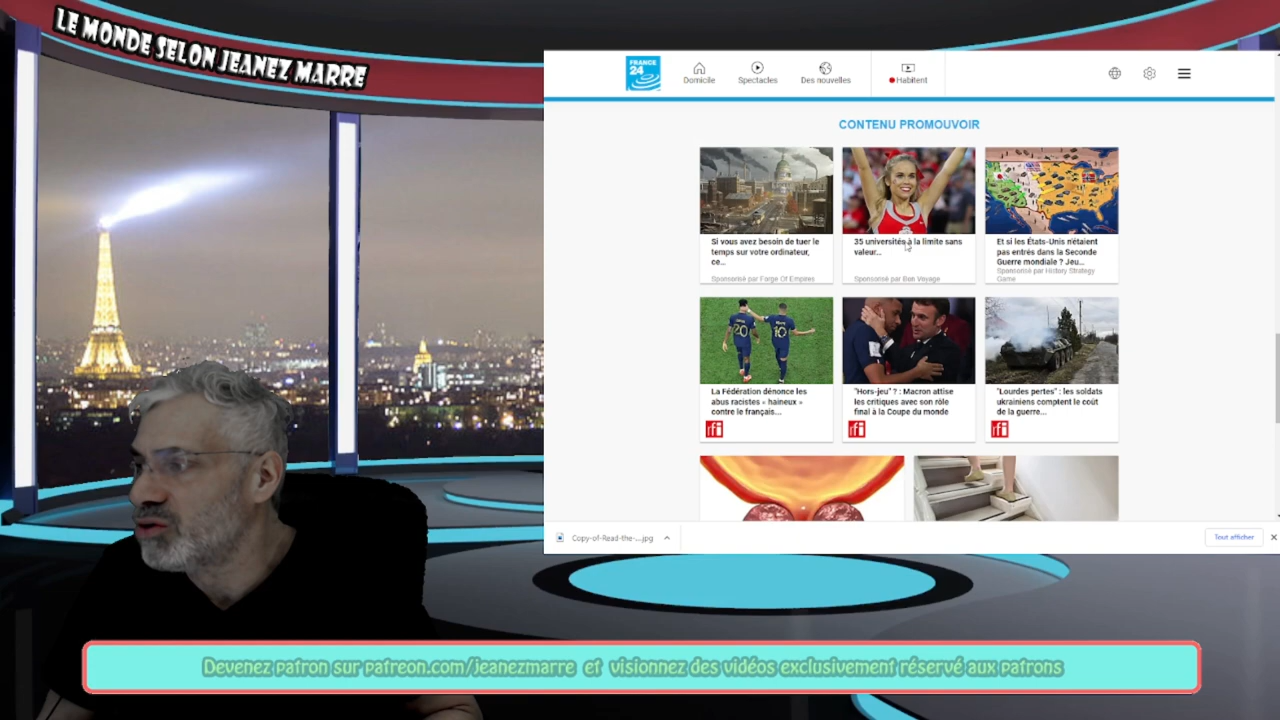 LE MONDE SELON JEANEZ MARRE
FRANCE
24
Domicile
Spectacles
Des nouvelles
Habitent
CONTENU PROMOUVOIR
Si vous avez besoin de tuer le
temps sur votre ordinateur,
ce...
Sponsorisé par Forge Of Empires
35 universités à la limite sans
valeur...
Sponsorisé par Bon Voyage
Et si les États-Unis n'étaient
pas entrés dans la Seconde
Guerre mondiale ? Jeu...
Sponsorisé par History Strategy
Game
20
10
La Fédération dénonce les
abus racistes « haineux »
contre le français...
rfi
"Hors-jeu" ? : Macron attise
les critiques avec son rôle
final à la Coupe du monde
rfi
"Lourdes pertes" : les soldats
ukrainiens comptent le coût
de la guerre...
rfi
Copy-of-Read-the-....jpg
Tout afficher
Devenez patron sur patreon.com/jeanezmarre et visionnez des vidéos exclusivement réservé aux patrons